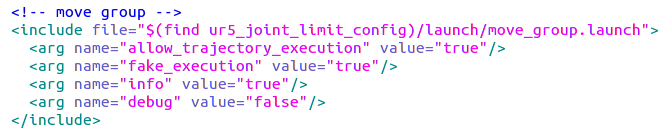 <!-- move group -->
<include file="$(find ur5_joint_limit_config)/launch/move_group.launch">
  <arg name="allow_trajectory_execution" value="true"/>
  <arg name="fake_execution" value="true"/>
  <arg name="info" value="true"/>
  <arg name="debug" value="false"/>
</include>